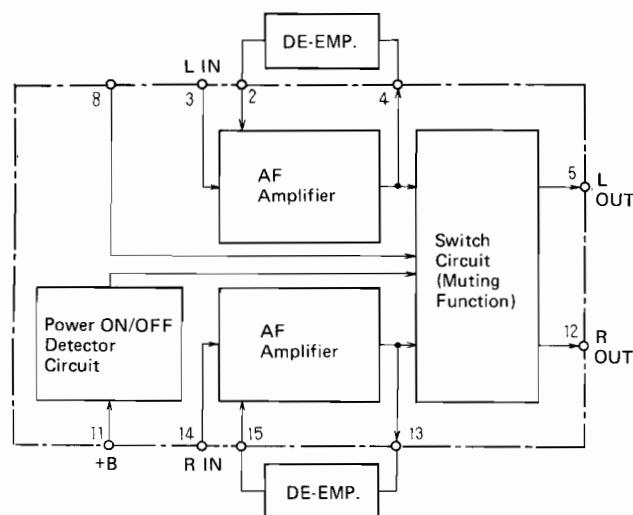 DE-EMP.
L IN
8
3
2
4
AF
Amplifier
5
L
OUT
Switch
Circuit
(Muting
Function)
Power ON/OFF
Detector
Circuit
AF
Amplifier
12
R
OUT
11
14
15
13
+B
R IN
DE-EMP.